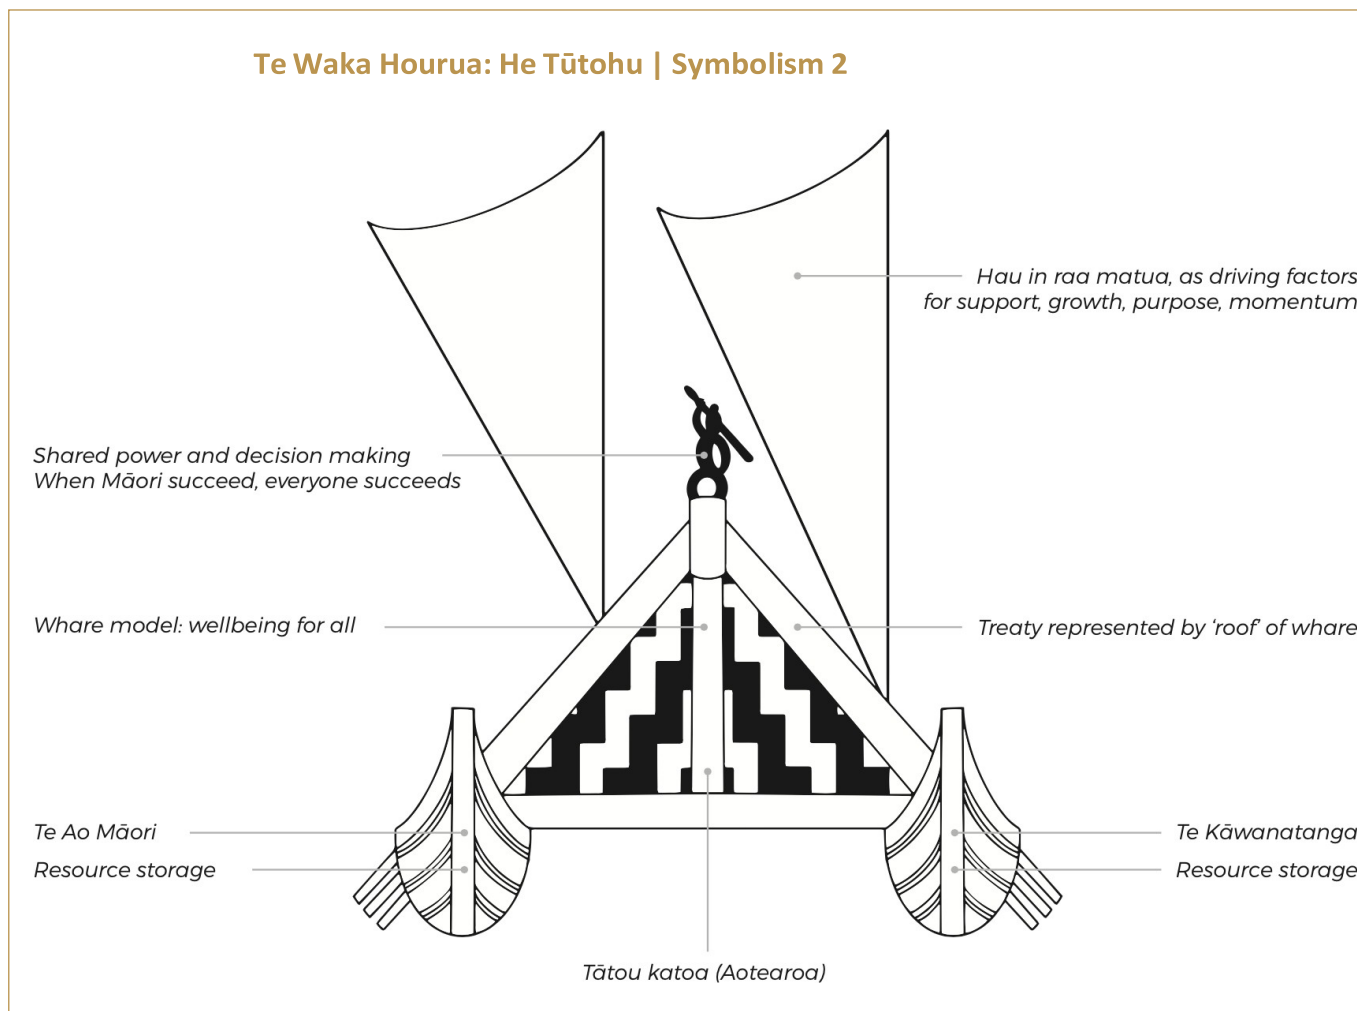 Te Waka Hourua: He Tūtohu | Symbolism 2
Hau in raa matua, as driving factors
for support, growth, purpose, momentum
Shared power and decision making
When Māori succeed, everyone succeeds
Whare model: wellbeing for all
Treaty represented by ‘roof’ of whare
Te Ao Māori
Te Kāwanatanga
Resource storage
Resource storage
Tātou katoa (Aotearoa)